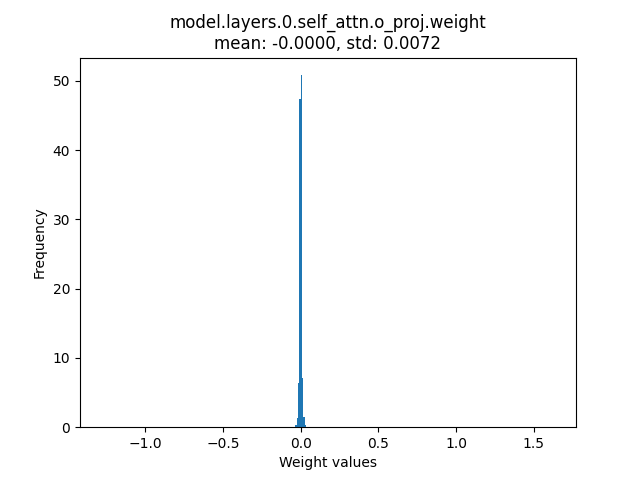 model.layers.0.self_attn.o_proj.weight
mean: -0.0000, std: 0.0072
50
40
30
20
10
0
Frequency
−1.0 −0.5 0.0 0.5 1.0 1.5
Weight values